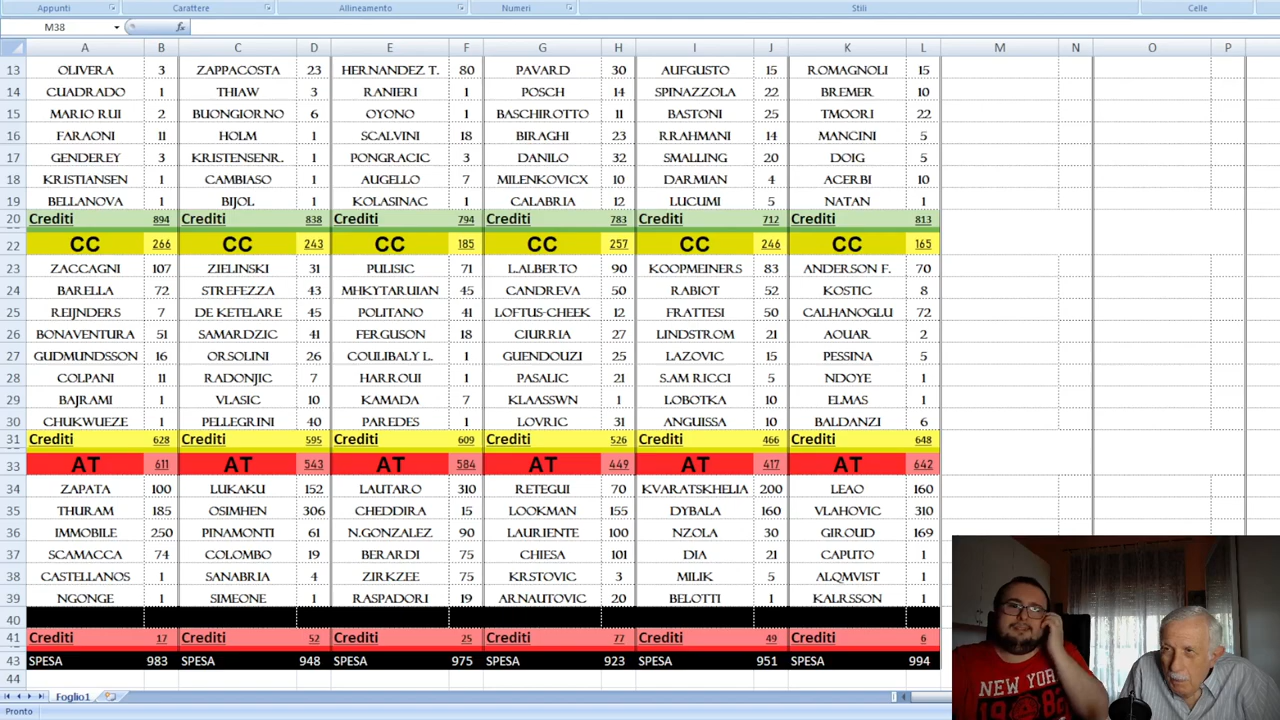 Appunti Carattere Allineamento Numeri Stili Celle
M38 fx
A B C D E F G H I J K L M N O P
13 OLIVERA 3 ZAPPACOSTA 23 HERNANDEZ T. 80 PAVARD 30 AUFGUSTO 15 ROMAGNOLI 15
14 CUADRADO 1 THIAW 3 RANIERI 1 POSCH 14 SPINAZZOLA 22 BREMER 10
15 MARIO RUI 2 BUONGIORNO 6 OYONO 1 BASCHIROTTO 11 BASTONI 25 TMOORI 22
16 FARAONI 1 HOLM 1 SCALVINI 18 BIRAGHI 23 RRAHMANI 14 MANCINI 5
17 GENDEREY 3 KRISTENSENR. 1 PONGRACIC 3 DANILO 32 SMALLING 20 DOIG 5
18 KRISTIANSEN 1 CAMBIASO 1 AUGELLO 7 MILENKOVICX 10 DARMIAN 4 ACERBI 10
19 BELLANOVA 1 BIJOL 1 KOLASINAC 1 CALABRIA 12 LUCUMI 5 NATAN 1
20 Crediti 894 Crediti 838 Crediti 794 Crediti 783 Crediti 712 Crediti 813
22 CC 266 CC 243 CC 185 CC 257 CC 246 CC 165
23 ZACCAGNI 107 ZIELINSKI 31 PULISIC 71 L.ALBERTO 90 KOOPMEINERS 83 ANDERSON F. 70
24 BARELLA 72 STREFEZZA 43 MHKYTARUIAN 45 CANDREVA 50 RABIOT 52 KOSTIC 8
25 REIJNDERS 7 DE KETELARE 45 POLITANO 41 LOFTUS-CHEEK 12 FRATTESI 50 CALHANOGLU 72
26 BONAVENTURA 51 SAMARDZIC 41 FERGUSON 18 CIURRIA 27 LINDSTROM 21 AOUAR 2
27 GUDMUNDSSON 16 ORSOLINI 26 COULIBALY L. 1 GUENDOUZI 25 LAZOVIC 15 PESSINA 5
28 COLPANI 11 RADONJIC 7 HARROUI 1 PASALIC 21 S.AM RICCI 5 NDOYE 1
29 BAJRAMI 1 VLASIC 10 KAMADA 7 KLAASSWN 1 LOBOTKA 10 ELMAS 1
30 CHUKWUEZE 1 PELLEGRINI 40 PAREDES 1 LOVRIC 31 ANGUISSA 10 BALDANZI 6
31 Crediti 628 Crediti 595 Crediti 609 Crediti 526 Crediti 466 Crediti 648
33 AT 611 AT 543 AT 584 AT 449 AT 417 AT 642
34 ZAPATA 100 LUKAKU 152 LAUTARO 310 RETEGUI 70 KVARATSKHELIA 200 LEAO 160
35 THURAM 185 OSIMHEN 306 CHEDDIRA 15 LOOKMAN 155 DYBALA 160 VLAHOVIC 310
36 IMMOBILE 250 PINAMONTI 61 N.GONZALEZ 90 LAURIENTE 100 NZOLA 30 GIROUD 169
37 SCAMACCA 74 COLOMBO 19 BERARDI 75 CHIESA 101 DIA 21 CAPUTO 1
38 CASTELLANOS 1 SANABRIA 4 ZIRKZEE 75 KRSTOVIC 3 MILIK 5 ALQMVIST 1
39 NGONGE 1 SIMEONE 1 RASPADORI 19 ARNAUTOVIC 20 BELOTTI 1 KALRSSON 1
40
41 Crediti 17 Crediti 52 Crediti 25 Crediti 77 Crediti 49 Crediti 6
43 SPESA 983 SPESA 948 SPESA 975 SPESA 923 SPESA 951 SPESA 994
44
Foglio1
Pronto
NEW YORK
1982